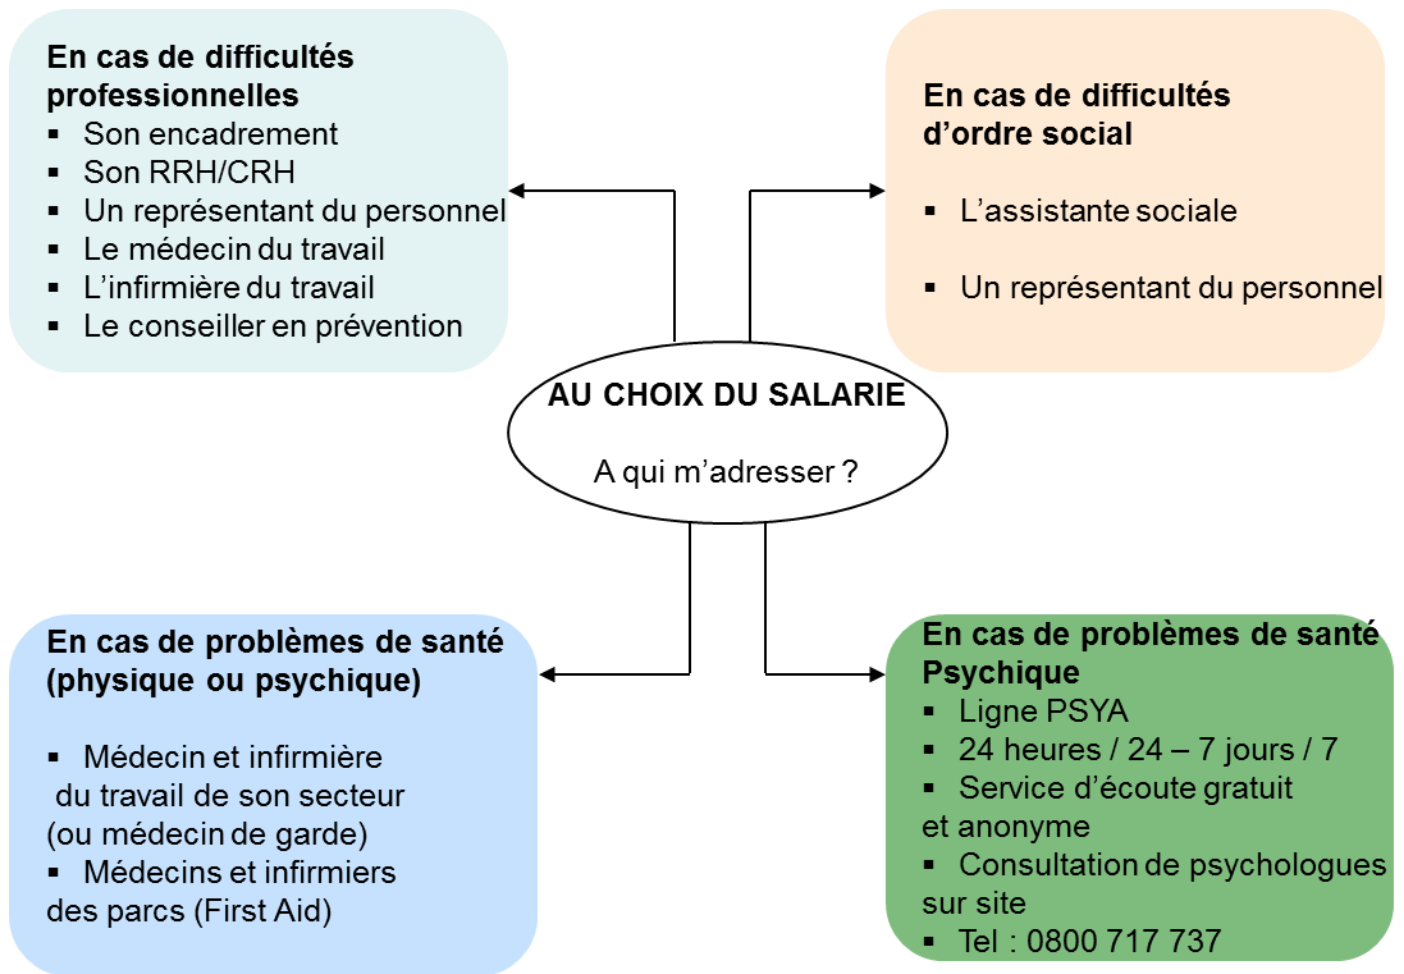 En cas de difficultés
professionnelles
▪ Son encadrement
▪ Son RRH/CRH
▪ Un représentant du personnel
▪ Le médecin du travail
▪ L’infirmière du travail
▪ Le conseiller en prévention
En cas de difficultés
d’ordre social
▪ L’assistante sociale
▪ Un représentant du personnel
AU CHOIX DU SALARIE
A qui m’adresser ?
En cas de problèmes de santé
(physique ou psychique)
▪ Médecin et infirmière
du travail de son secteur
(ou médecin de garde)
▪ Médecins et infirmiers
des parcs (First Aid)
En cas de problèmes de santé
Psychique
▪ Ligne PSYA
▪ 24 heures / 24 – 7 jours / 7
▪ Service d’écoute gratuit
et anonyme
▪ Consultation de psychologues
sur site
▪ Tel : 0800 717 737